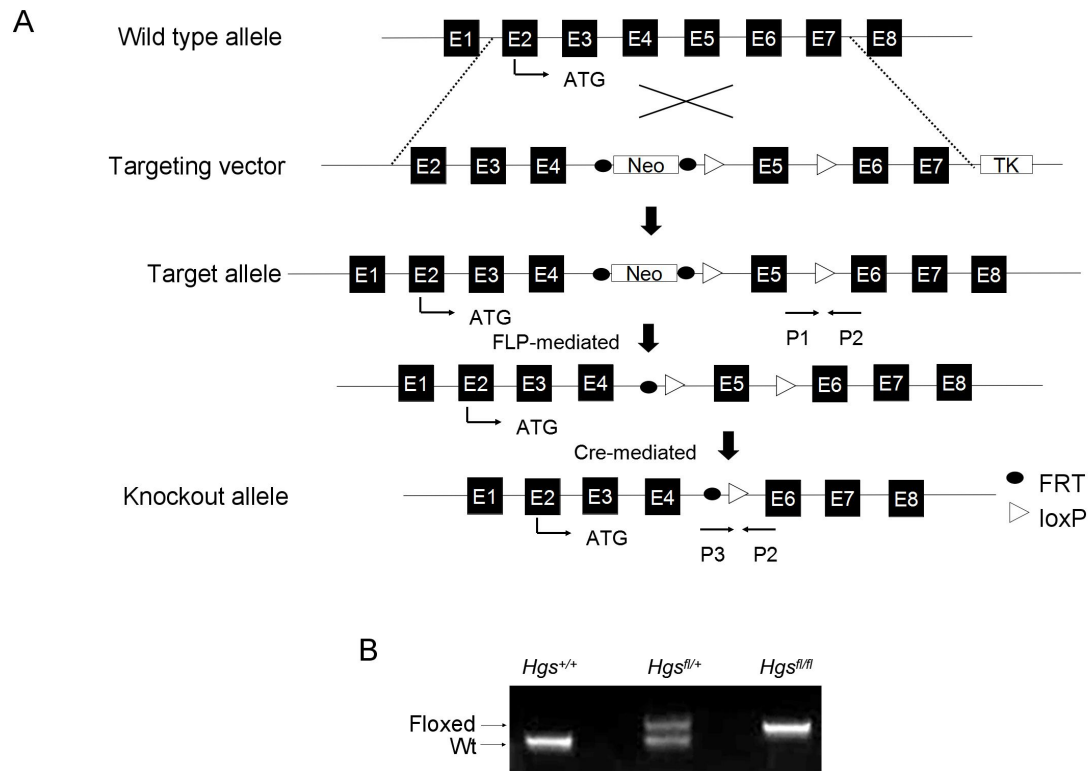 A
Wild type allele
E1 E2 E3 E4 E5 E6 E7 E8
ATG
Targeting vector
E2 E3 E4 Neo E5 E6 E7 TK
Target allele
E1 E2 E3 E4 Neo E5 E6 E7 E8
ATG
P1 P2
FLP-mediated
E1 E2 E3 E4 E5 E6 E7 E8
ATG
Cre-mediated
Knockout allele
E1 E2 E3 E4 E6 E7 E8
ATG
P3 P2
FRT
loxP
B
Hgs+/+ Hgsfl/+ Hgsfl/fl
Floxed
Wt